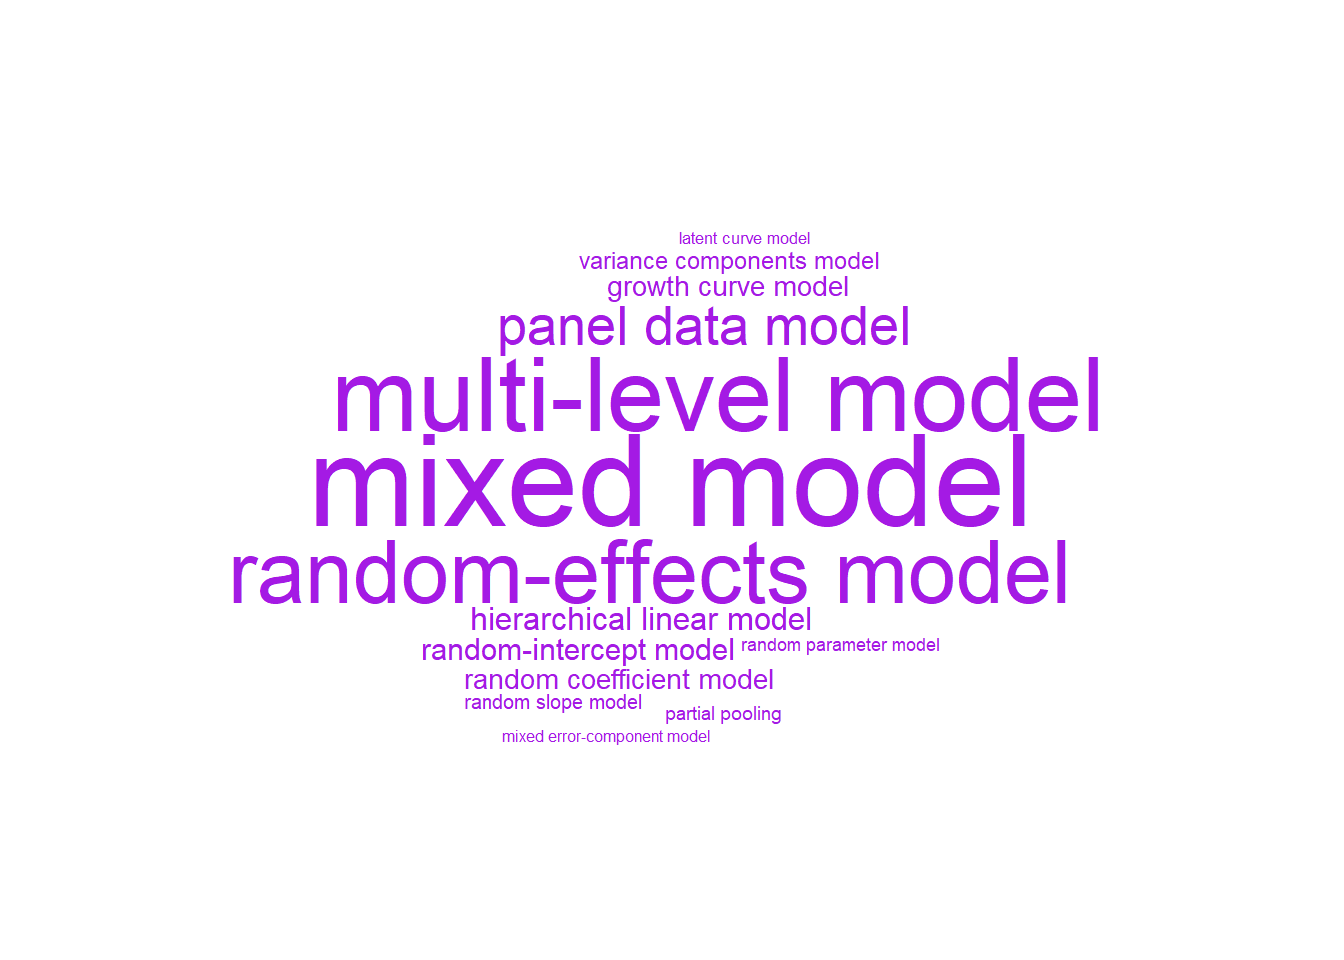 latent curve model
variance components model
growth curve model
panel data model
multi-level model
mixed model
random-effects model
hierarchical linear model
random-intercept model
random parameter model
random coefficient model
random slope model
partial pooling
mixed error-component model